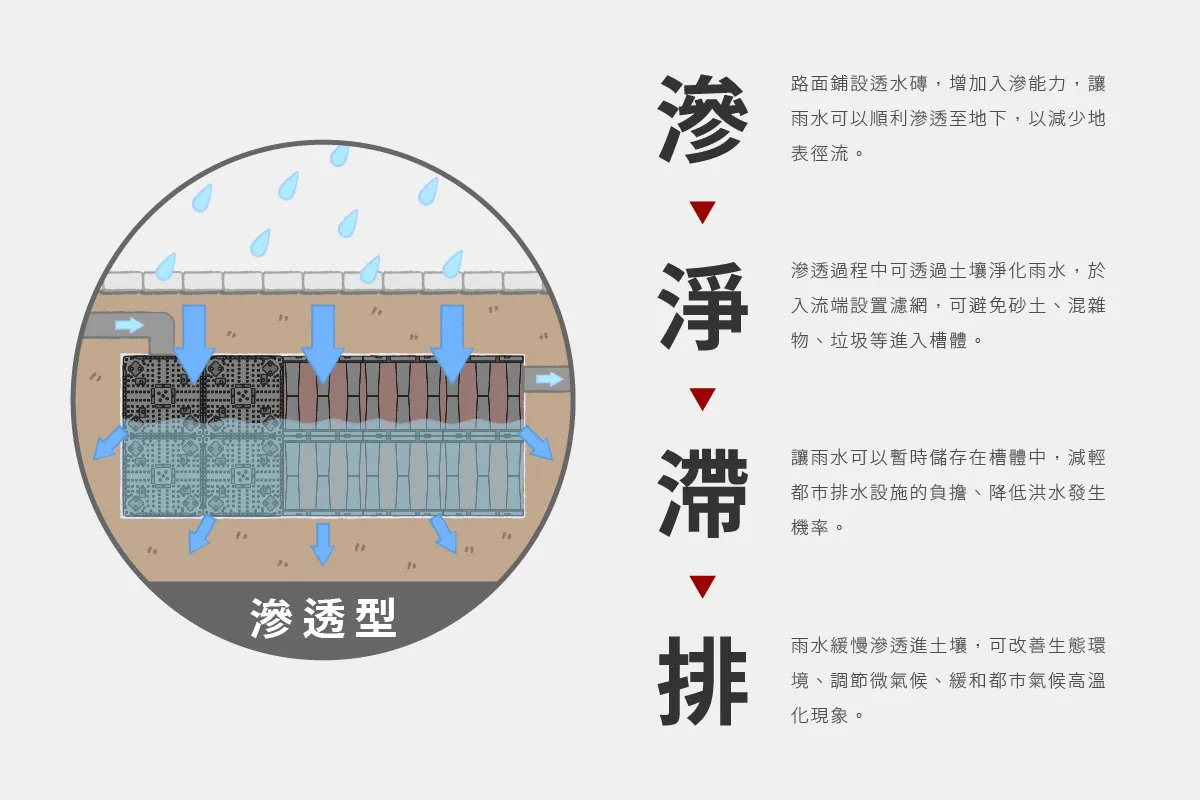 滲透型
滲
路面鋪設透水磚，增加入滲能力，讓
雨水可以順利滲透至地下，以減少地
表徑流。
淨
滲透過程中可透過土壤淨化雨水，於
入流端設置濾網，可避免砂土、混雜
物、垃圾等進入槽體。
滯
讓雨水可以暫時儲存在槽體中，減輕
都市排水設施的負擔、降低洪水發生
機率。
排
雨水緩慢滲透進土壤，可改善生態環
境、調節微氣候、緩和都市氣候高溫
化現象。